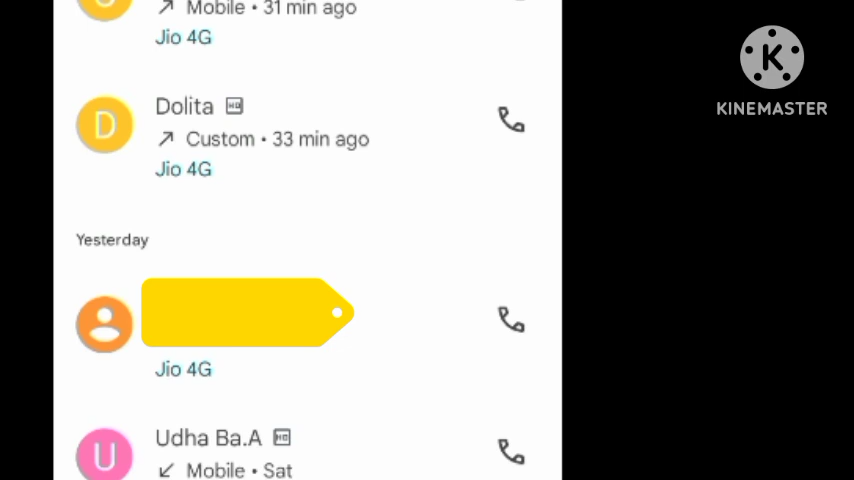 Mobile • 31 min ago
Jio 4G
K
KINEMASTER
D
Dolita HD
Custom • 33 min ago
Jio 4G
Yesterday
Jio 4G
U
Udha Ba.A HD
Mobile • Sat